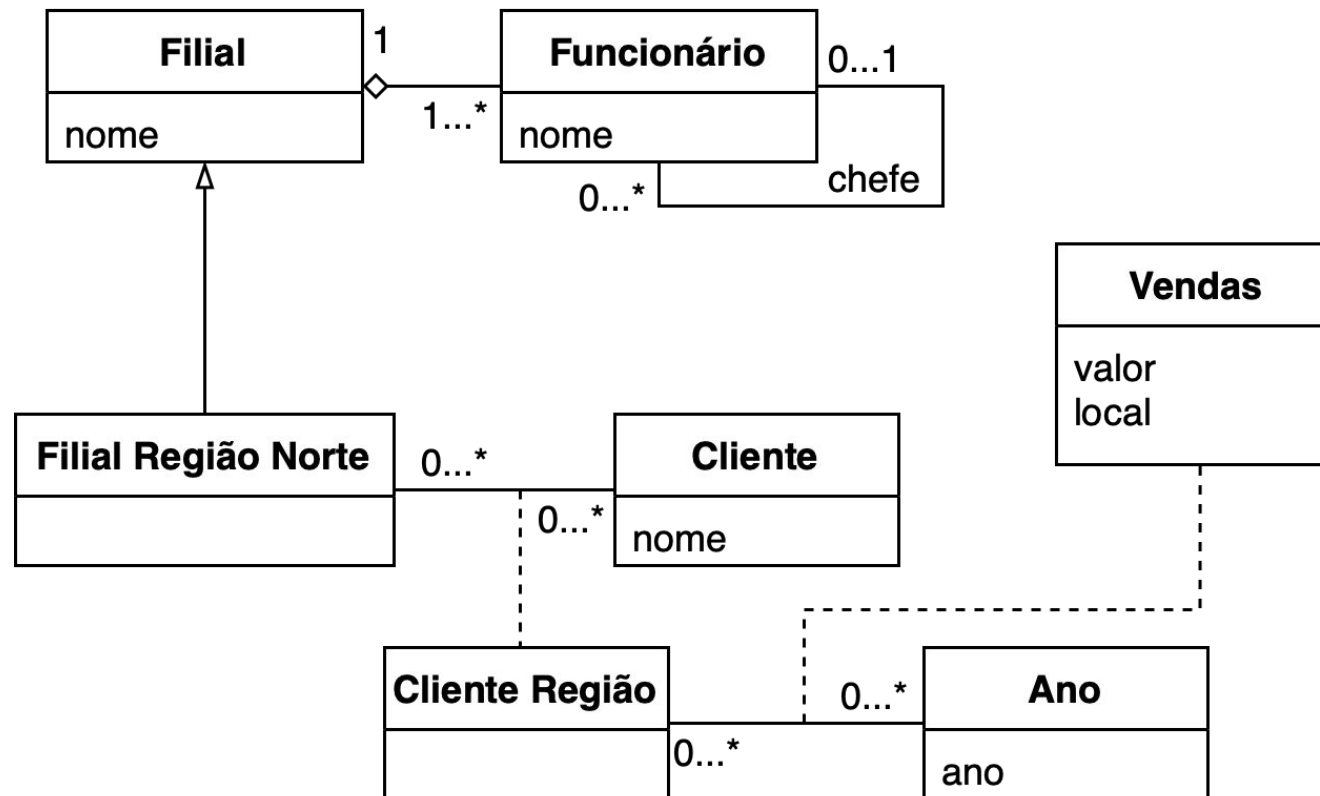 Filial
1
Funcionário
0...1
nome
1...*
nome
0...*
chefe
Vendas
valor
local
Filial Região Norte
0...*
Cliente
0...*
nome
Cliente Região
0...*
Ano
0...*
ano